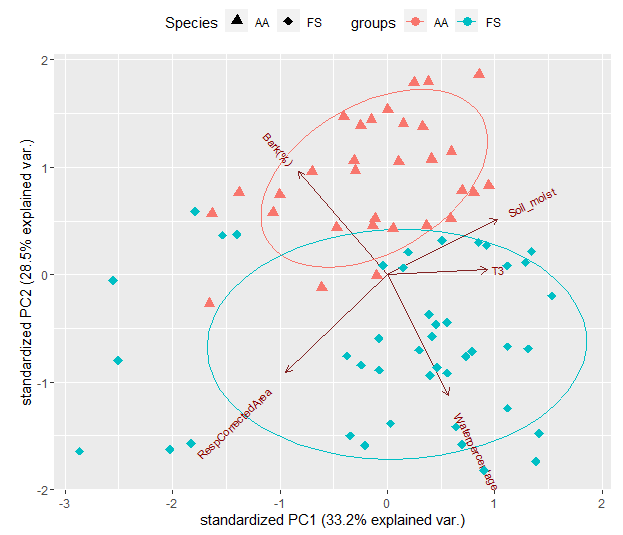 Species AA FS groups AA FS
2
1
0
-1
-2
standardized PC2 (28.5% explained var.)
Bark(%)
Soil_moist
T3
RespCorrectedArea
Waterpercentage
-3 -2 -1 0 1 2
standardized PC1 (33.2% explained var.)